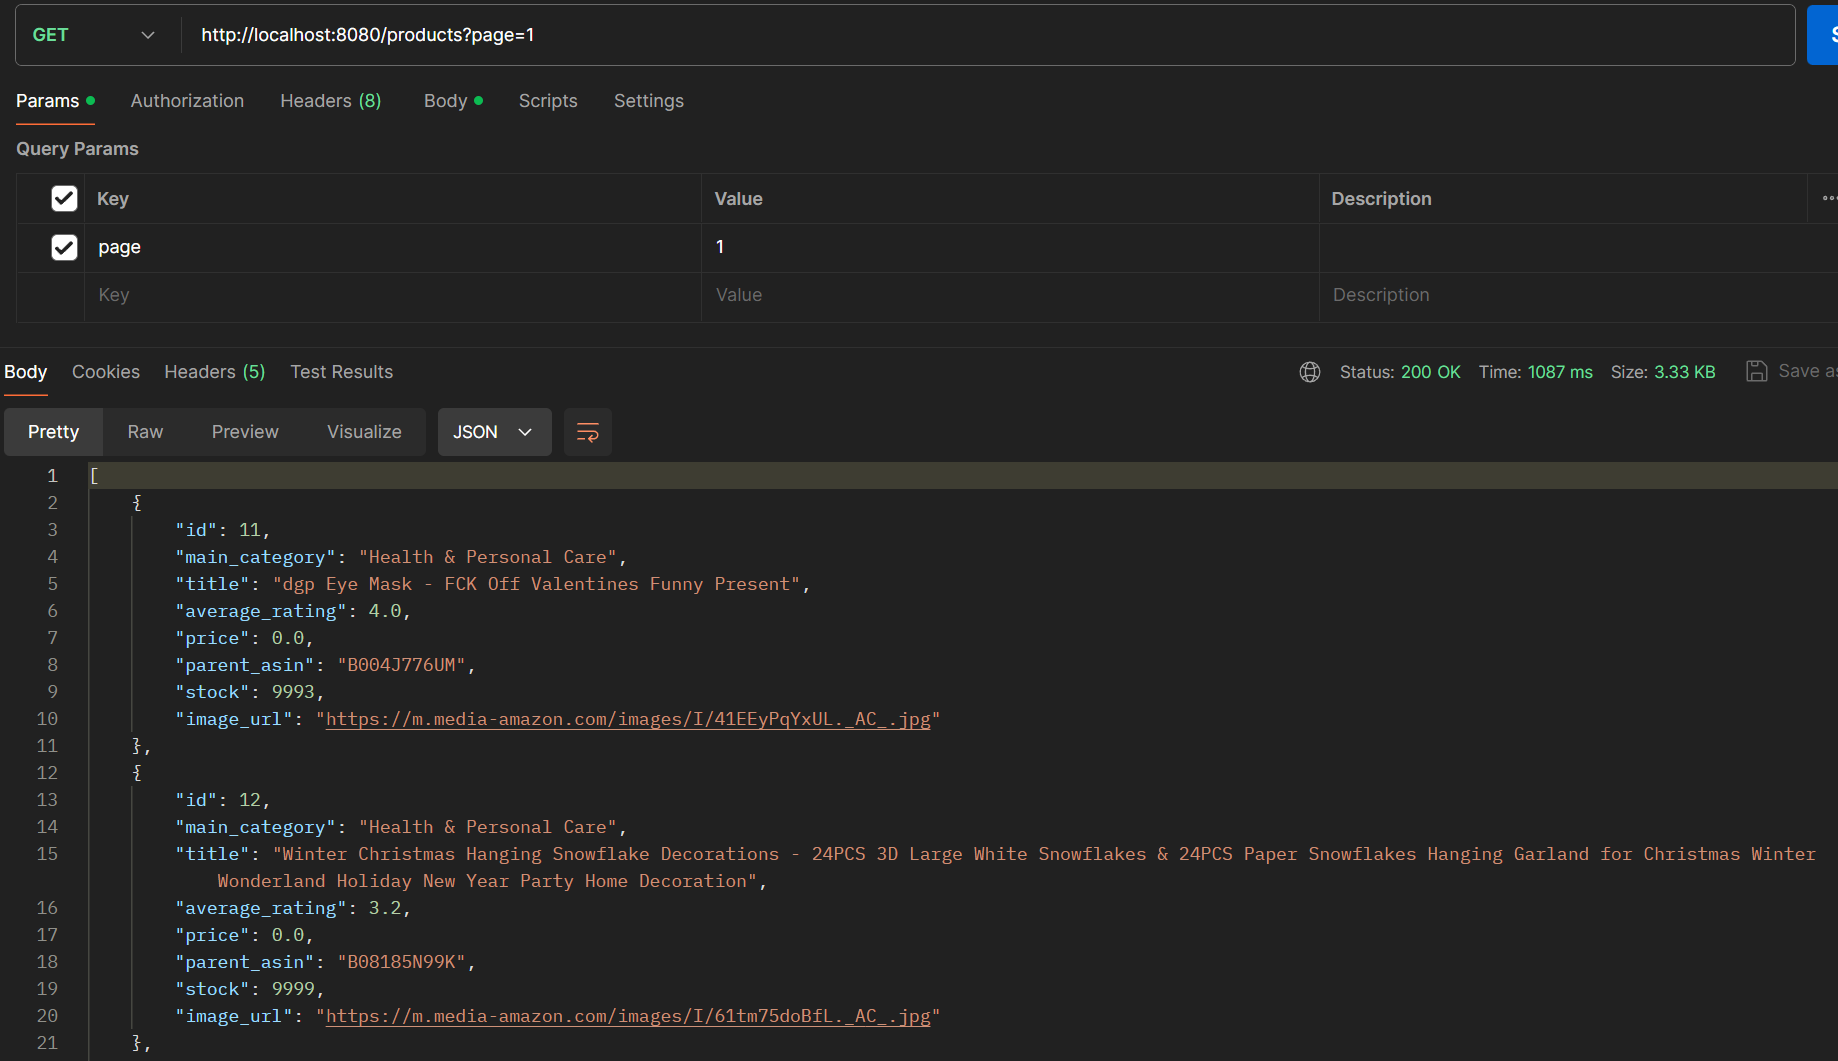 GET http://localhost:8080/products?page=1
Params Authorization Headers (8) Body Scripts Settings
Query Params
Key Value Description
page 1
Key Value Description
Body Cookies Headers (5) Test Results Status: 200 OK Time: 1087 ms Size: 3.33 KB Save as
Pretty Raw Preview Visualize JSON
1 [
2 {
3 "id": 11,
4 "main_category": "Health & Personal Care",
5 "title": "dgp Eye Mask - FCK Off Valentines Funny Present",
6 "average_rating": 4.0,
7 "price": 0.0,
8 "parent_asin": "B004J776UM",
9 "stock": 9993,
10 "image_url": "https://m.media-amazon.com/images/I/41EEyPqYxUL._AC_.jpg"
11 },
12 {
13 "id": 12,
14 "main_category": "Health & Personal Care",
15 "title": "Winter Christmas Hanging Snowflake Decorations - 24PCS 3D Large White Snowflakes & 24PCS Paper Snowflakes Hanging Garland for Christmas Winter
Wonderland Holiday New Year Party Home Decoration",
16 "average_rating": 3.2,
17 "price": 0.0,
18 "parent_asin": "B08185N99K",
19 "stock": 9999,
20 "image_url": "https://m.media-amazon.com/images/I/61tm75doBfL._AC_.jpg"
21 },